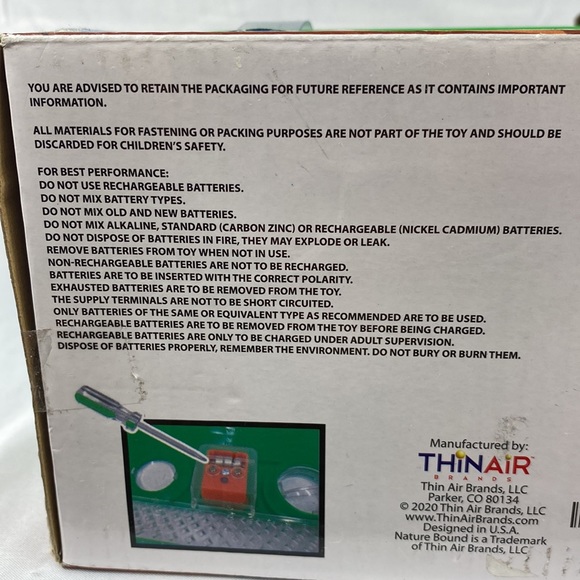 YOU ARE ADVISED TO RETAIN THE PACKAGING FOR FUTURE REFERENCE AS IT CONTAINS IMPORTANT
INFORMATION.
ALL MATERIALS FOR FASTENING OR PACKING PURPOSES ARE NOT PART OF THE TOY AND SHOULD BE
DISCARDED FOR CHILDREN'S SAFETY.
FOR BEST PERFORMANCE:
DO NOT USE RECHARGEABLE BATTERIES.
DO NOT MIX BATTERY TYPES.
DO NOT MIX OLD AND NEW BATTERIES.
DO NOT MIX ALKALINE, STANDARD (CARBON ZINC) OR RECHARGEABLE (NICKEL CADMIUM) BATTERIES.
DO NOT DISPOSE OF BATTERIES IN FIRE, THEY MAY EXPLODE OR LEAK.
REMOVE BATTERIES FROM TOY WHEN NOT IN USE.
NON-RECHARGEABLE BATTERIES ARE NOT TO BE RECHARGED.
BATTERIES ARE TO BE INSERTED WITH THE CORRECT POLARITY.
EXHAUSTED BATTERIES ARE TO BE REMOVED FROM THE TOY.
THE SUPPLY TERMINALS ARE NOT TO BE SHORT CIRCUITED.
ONLY BATTERIES OF THE SAME OR EQUIVALENT TYPE AS RECOMMENDED ARE TO BE USED.
RECHARGEABLE BATTERIES ARE TO BE REMOVED FROM THE TOY BEFORE BEING CHARGED.
RECHARGEABLE BATTERIES ARE ONLY TO BE CHARGED UNDER ADULT SUPERVISION.
DISPOSE OF BATTERIES PROPERLY, REMEMBER THE ENVIRONMENT. DO NOT BURY OR BURN THEM.
Manufactured by:
THiNAiR
BRANDS
Thin Air Brands, LLC
Parker, CO 80134
© 2020 Thin Air Brands, LLC
www.ThinAirBrands.com
Designed in U.S.A.
Nature Bound is a Trademark
of Thin Air Brands, LLC